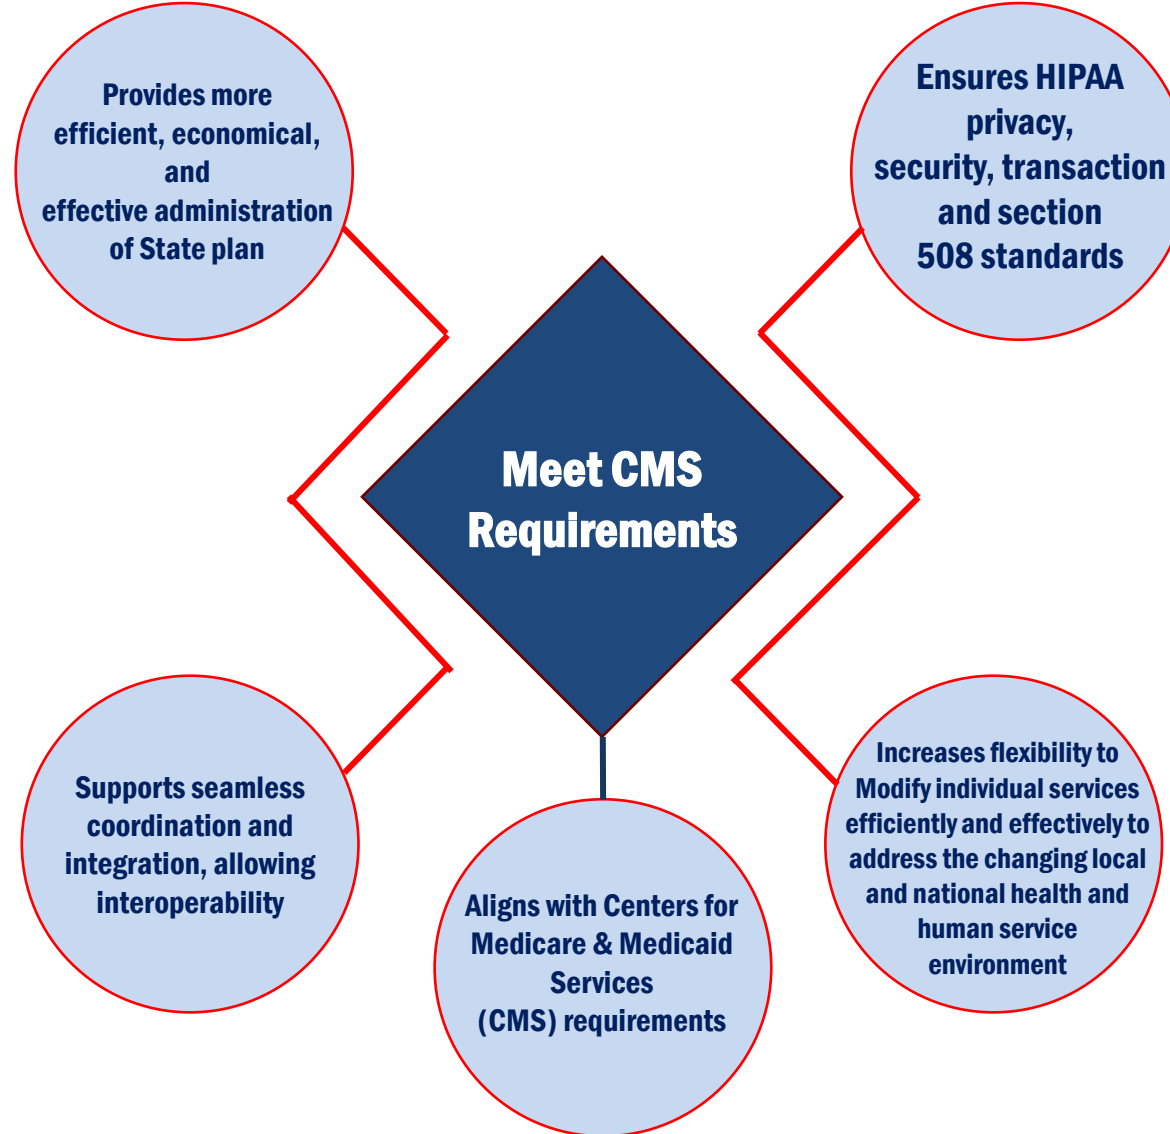 Provides more
efficient, economical,
and
effective administration
of State plan
Ensures HIPAA
privacy,
security, transaction
and section
508 standards
Meet CMS
Requirements
Supports seamless
coordination and
integration, allowing
interoperability
Aligns with Centers for
Medicare & Medicaid
Services
(CMS) requirements
Increases flexibility to
Modify individual services
efficiently and effectively to
address the changing local
and national health and
human service
environment